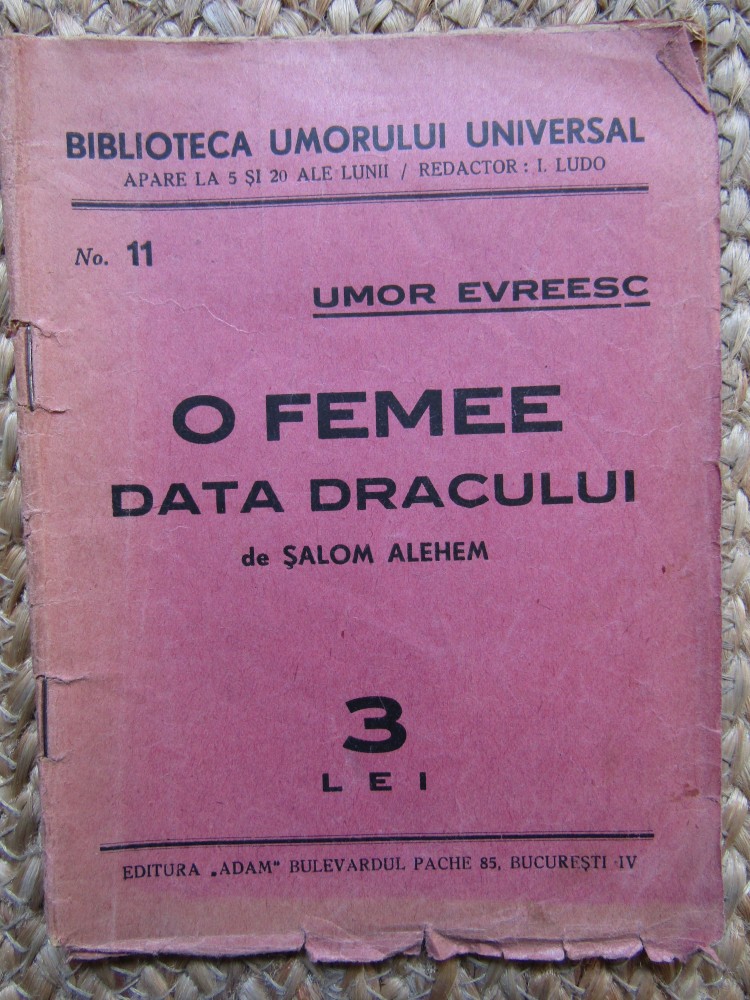 BIBLIOTECA UMORULUI UNIVERSAL
APARE LA 5 ȘI 20 ALE LUNII / REDACTOR : I. LUDO
No. 11
UMOR EVREESC
O FEMEE
DATA DRACULUI
de ȘALOM ALEHEM
3
LEI
EDITURA „ADAM“ BULEVARDUL PACHE 85, BUCUREȘTI IV